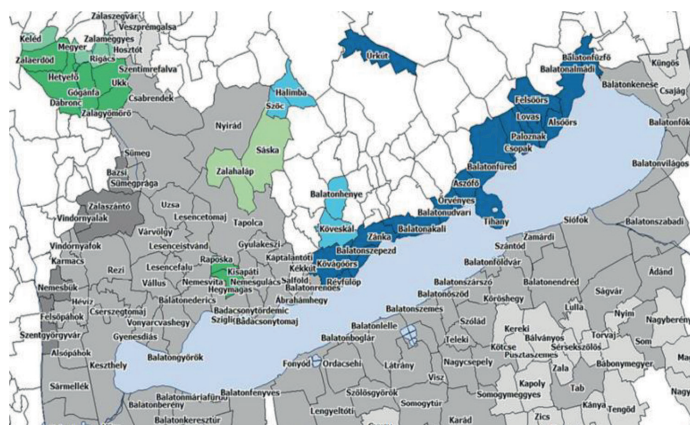 Zalaszegvár
Veszprémgalsa
Zalameggyes
Hosztót
Keléd
Megyer
Rigács
Zalaerdőd
Szentimrefalva
Hetyefő
Ukk
Gógánfa
Dabronc
Csabrendek
Zalagyömörő
Úrkút
Halimba
Szőc
Nyirád
Sáska
Zalahaláp
Balatonfűzfő
Balatonalmádi
Küngös
Balatonkenese
Csajág
Felsőörs
Lovas
Alsóörs
Paloznak
Csopak
Balatonfők
Balatonvilágos
Sümeg
Bazsi
Sümegprága
Balatonfüred
Aszófő
Örvényes
Balatonudvari
Tihany
Balatonhenye
Zalaszántó
Vindornyalak
Uzsa
Lesencetomaj
Tapolca
Várvölgy
Köveskál
Zánka
Balatonakali
Siófok
Balatonszabadi
Vindornyafok
Karmacs
Lesenceistvánd
Gyulakeszi
Balatonszepezd
Zamárdi
Szántód
Rezi
Lesencefalu
Raposka
Káptalantóti
Kisapáti
Kékkút
Kővágóörs
Balatonföldvár
Ádánd
Nemesbük
Vállus
Nemesvita
Nemesgulács
Salföld
Révfülöp
Hegymagas
Balatonrendes
Balatonszárszó
Balatonendréd
Ságvár
Hévíz
Balatonederics
Ábrahámhegy
Balatonőszöd
Kőröshegy
Felsőpáhok
Cserszegtomaj
Badacsonytördemic
Balatonszemes
Lulla
Nyim
Szigliget
Vonyarcvashegy
Badacsonytomaj
Balatonlelle
Szólád
Kereki
Nagyberény
Szentgyörgyvár
Gyenesdiás
Balatonboglár
Teleki
Bálványos
Torvaj
Kötcse
Sérsekszőlős
Som
Alsópáhok
Pusztaszemes
Balatongyörök
Fonyód
Ordacsehi
Nagycsepely
Bábonymegyer
Keszthely
Látrány
Zala
Visz
Kapoly
Tab
Sármellék
Balatonfenyves
Szőlősgyörök
Somogymeggyes
Balatonmáriafürdő
Somogytúr
Kánya
Balatonberény
Lengyeltóti
Tengőd
Balatonkeresztúr
Karád
Zics